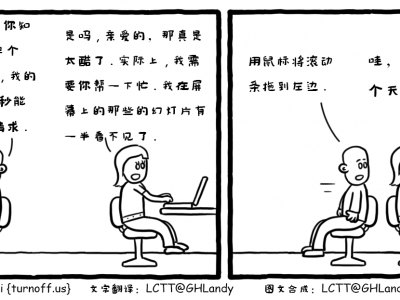 你知
个
，我的
秒能
请求．
是吗，亲爱的，那真是
太酷了．实际上，我需
要你帮一下忙．我在屏
幕上的那些的幻灯片有
一半看不见了．
用鼠标将滚动
条拖到左边．
哇，
个天
i {turnoff.us}
文字翻译：LCTT@GHLandy
图文合成：LCTT@GHLandy